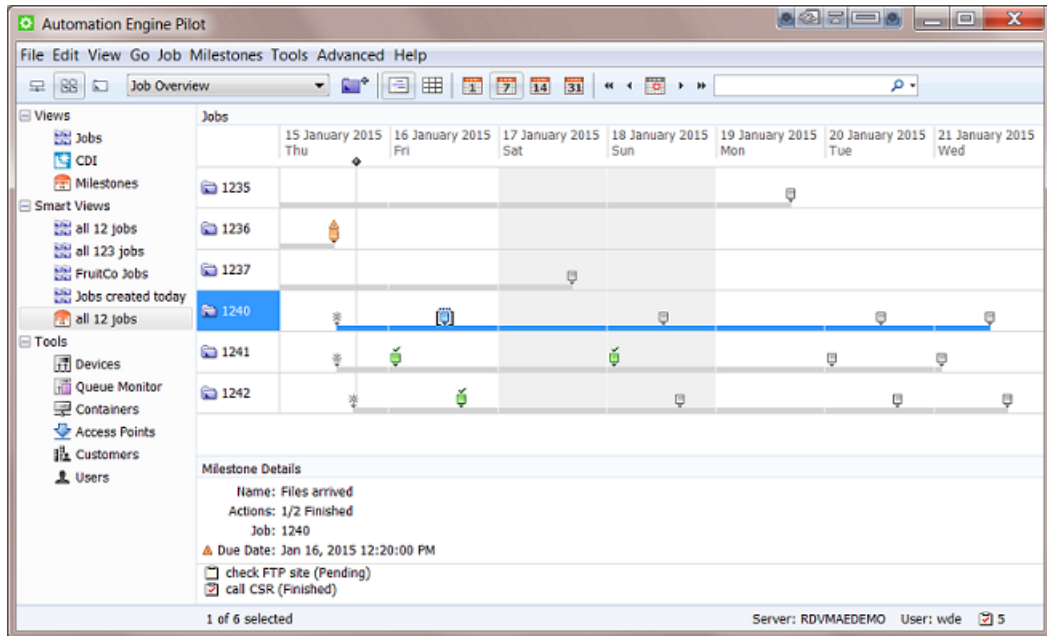 Automation Engine Pilot
File Edit View Go Job Milestones Tools Advanced Help
Job Overview
1 7 14 31
Views
Jobs
CDI
Milestones
Smart Views
all 12 jobs
all 123 jobs
FruitCo Jobs
Jobs created today
all 12 jobs
Tools
Devices
Queue Monitor
Containers
Access Points
Customers
Users
Jobs
15 January 2015 16 January 2015 17 January 2015 18 January 2015 19 January 2015 20 January 2015 21 January 2015
Thu Fri Sat Sun Mon Tue Wed
1235
1236
1237
1240
1241
1242
Milestone Details
Name: Files arrived
Actions: 1/2 Finished
Job: 1240
Due Date: Jan 16, 2015 12:20:00 PM
check FTP site (Pending)
call CSR (Finished)
1 of 6 selected Server: RDVMAEDEMO User: wde 5